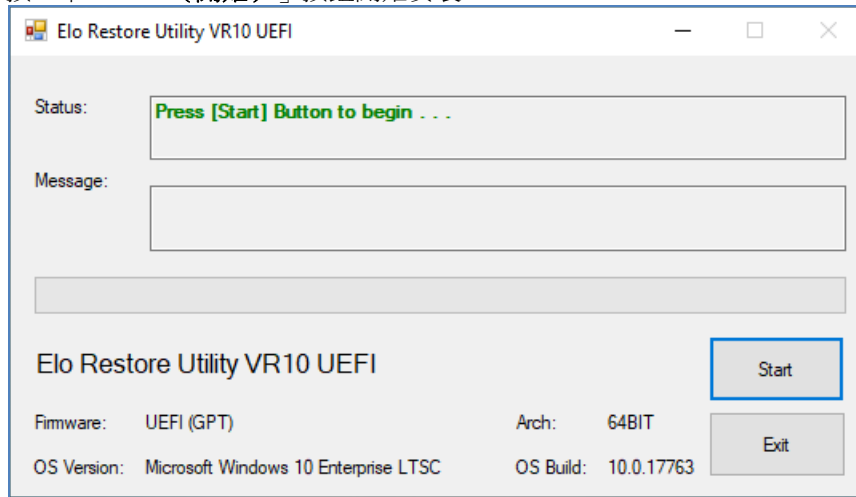 Elo Restore Utility VR10 UEFI
Status:
Press [Start] Button to begin . . .
Message:
Elo Restore Utility VR10 UEFI
Start
Firmware: UEFI (GPT) Arch: 64BIT
Exit
OS Version: Microsoft Windows 10 Enterprise LTSC OS Build: 10.0.17763